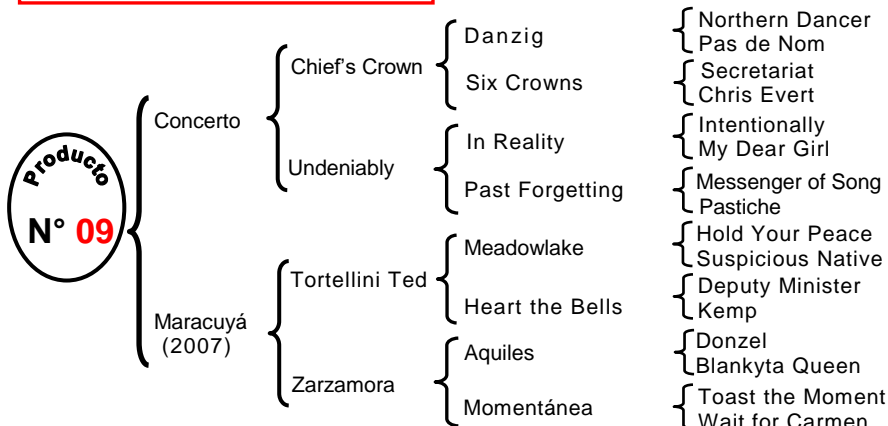 Producto
N° 09
Concerto
Maracuyá
(2007)
Chief's Crown
Undeniably
Tortellini Ted
Zarzamora
Danzig
Six Crowns
In Reality
Past Forgetting
Meadowlake
Heart the Bells
Aquiles
Momentánea
Northern Dancer
Pas de Nom
Secretariat
Chris Evert
Intentionally
My Dear Girl
Messenger of Song
Pastiche
Hold Your Peace
Suspicious Native
Deputy Minister
Kemp
Donzel
Blankyta Queen
Toast the Moment
Wait for Carmen